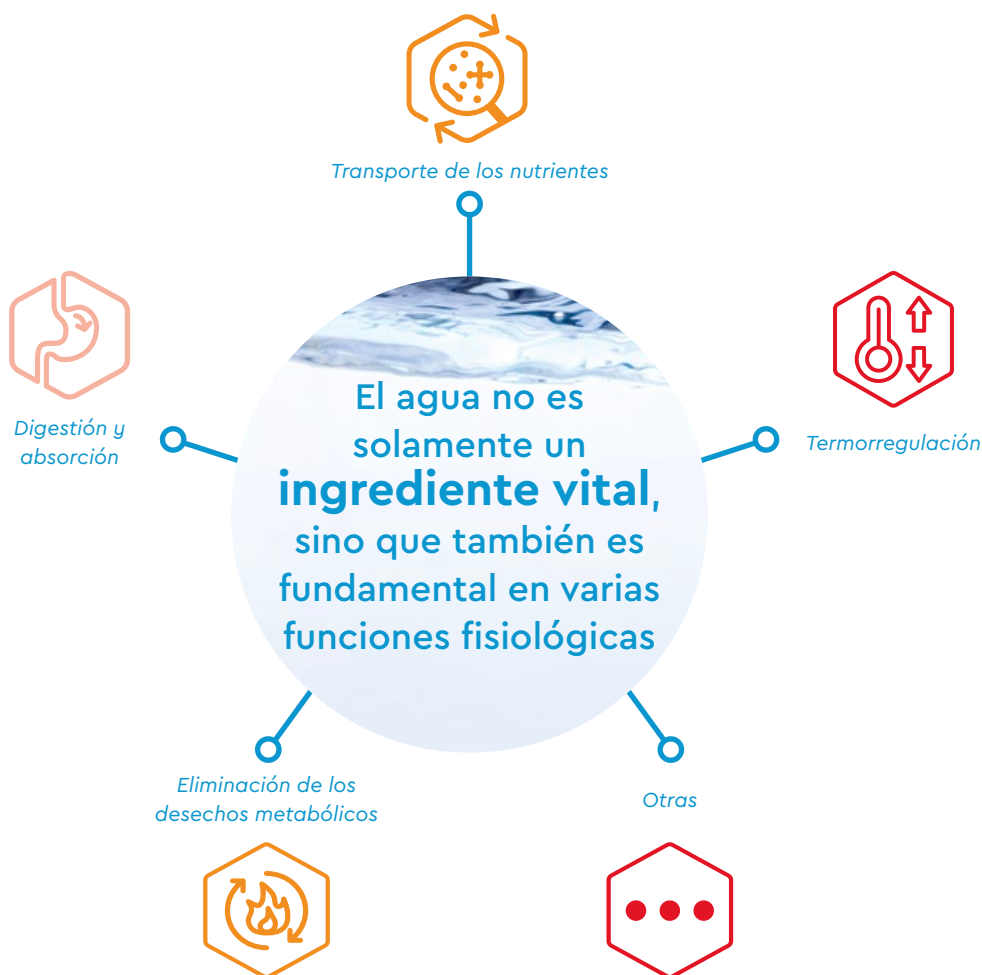 Transporte de los nutrientes
Digestión y
absorción
Termorregulación
El agua no es
solamente un
ingrediente vital,
sino que también es
fundamental en varias
funciones fisiológicas
Eliminación de los
desechos metabólicos
Otras